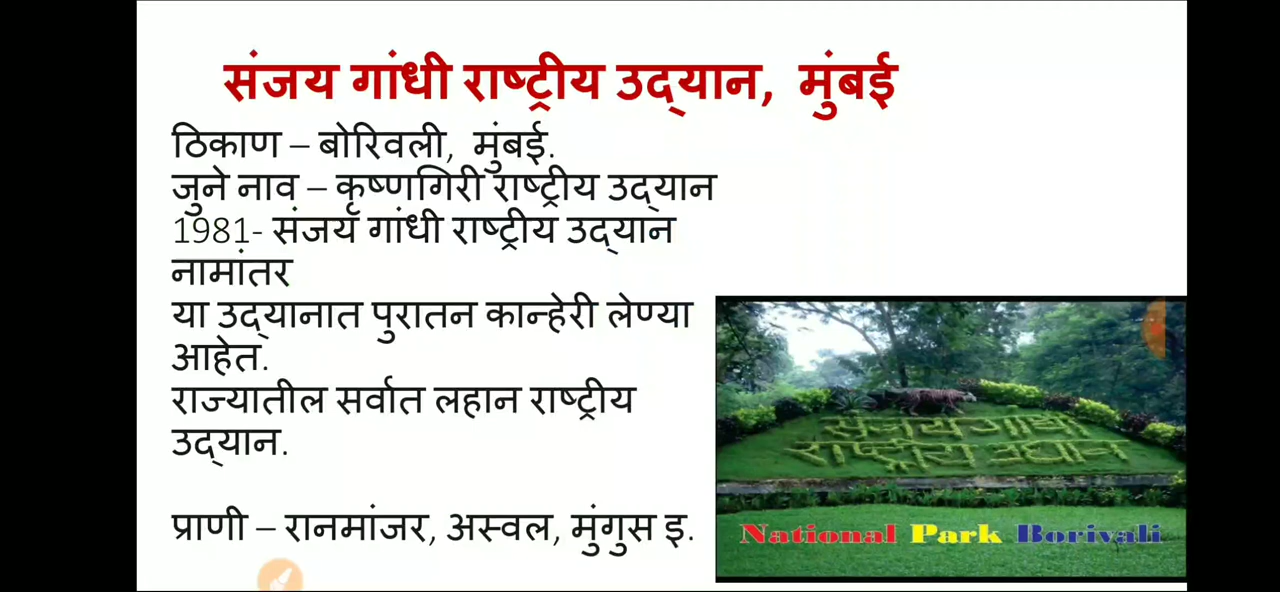 संजय गांधी राष्ट्रीय उद्यान, मुंबई
ठिकाण – बोरिवली, मुंबई.
जुने नाव – कृष्णगिरी राष्ट्रीय उद्यान
1981- संजय गांधी राष्ट्रीय उद्यान
नामांतर
या उद्यानात पुरातन कान्हेरी लेण्या
आहेत.
राज्यातील सर्वात लहान राष्ट्रीय
उद्यान.
संजय गांधी
राष्ट्रीय उद्यान
National Park Borivali
प्राणी – रानमांजर, अस्वल, मुंगुस इ.